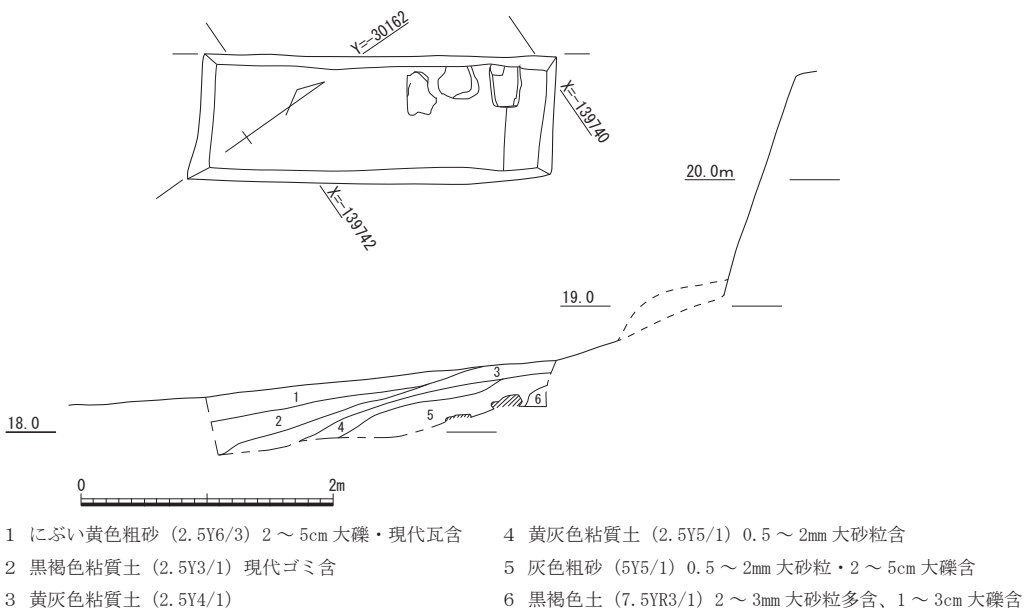 Y=-30162
X=-139740
X=-139742
20.0m
19.0
18.0
1
2
3
4
5
6
0
2m
1 にぶい黄色粗砂（2.5Y6/3）2～5cm 大礫・現代瓦含
2 黒褐色粘質土（2.5Y3/1）現代ゴミ含
3 黄灰色粘質土（2.5Y4/1）
4 黄灰色粘質土（2.5Y5/1）0.5～2mm 大砂粒含
5 灰色粗砂（5Y5/1）0.5～2mm 大砂粒・2～5cm 大礫含
6 黒褐色土（7.5YR3/1）2～3mm 大砂粒多含、1～3cm 大礫含